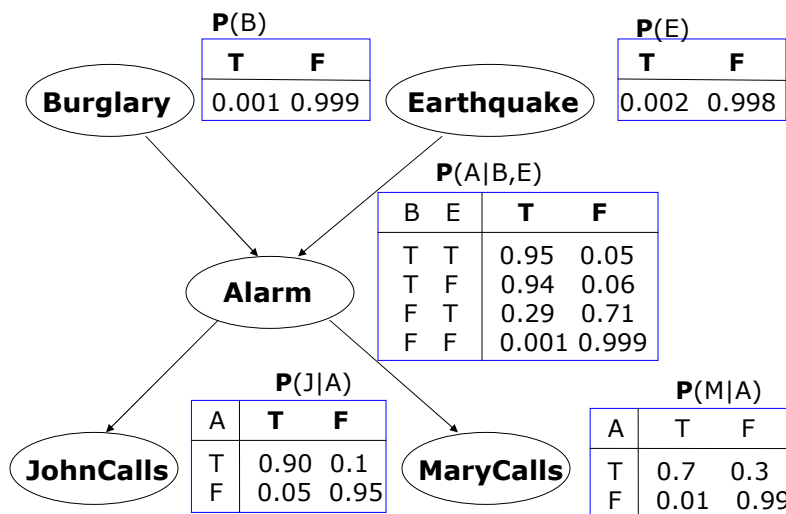 P(B)
T F
0.001 0.999
Burglary
P(E)
T F
0.002 0.998
Earthquake
P(A|B,E)
B E T F
T T 0.95 0.05
T F 0.94 0.06
F T 0.29 0.71
F F 0.001 0.999
Alarm
P(J|A)
A T F
T 0.90 0.1
F 0.05 0.95
JohnCalls
P(M|A)
A T F
T 0.7 0.3
F 0.01 0.99
MaryCalls